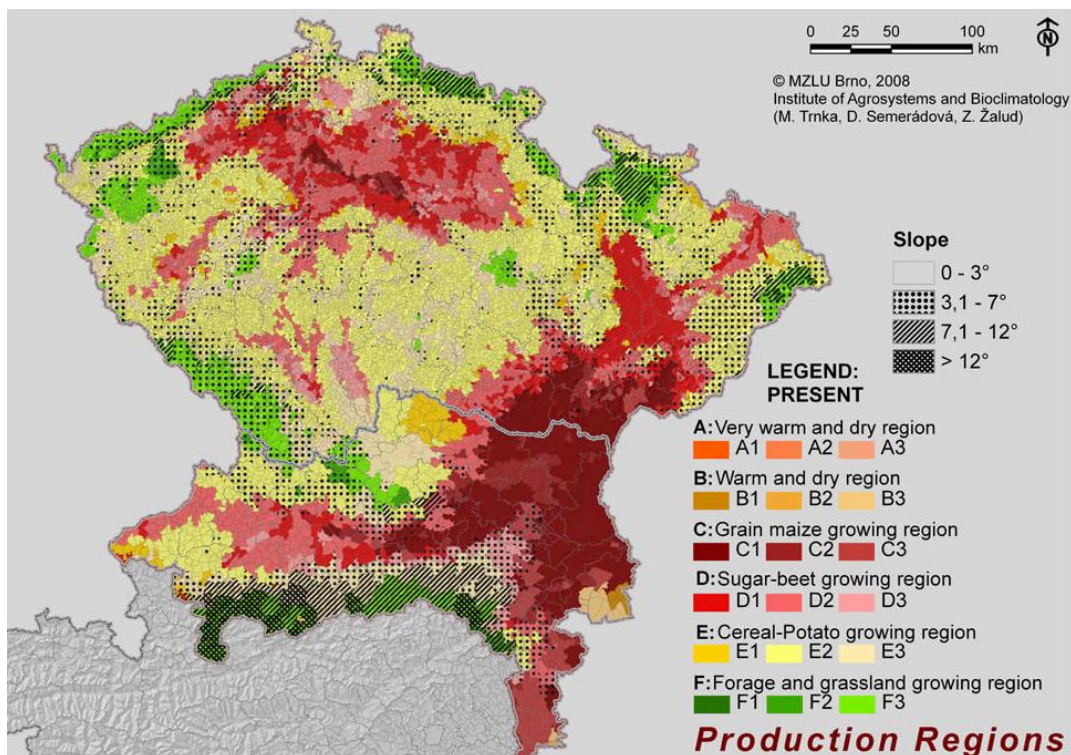 0 25 50 100
km
N
© MZLU Brno, 2008
Institute of Agrosystems and Bioclimatology
(M. Trnka, D. Semerádová, Z. Žalud)
Slope
0 - 3°
3,1 - 7°
7,1 - 12°
> 12°
LEGEND:
PRESENT
A:Very warm and dry region
A1 A2 A3
B:Warm and dry region
B1 B2 B3
C:Grain maize growing region
C1 C2 C3
D:Sugar-beet growing region
D1 D2 D3
E:Cereal-Potato growing region
E1 E2 E3
F:Forage and grassland growing region
F1 F2 F3
Production Regions